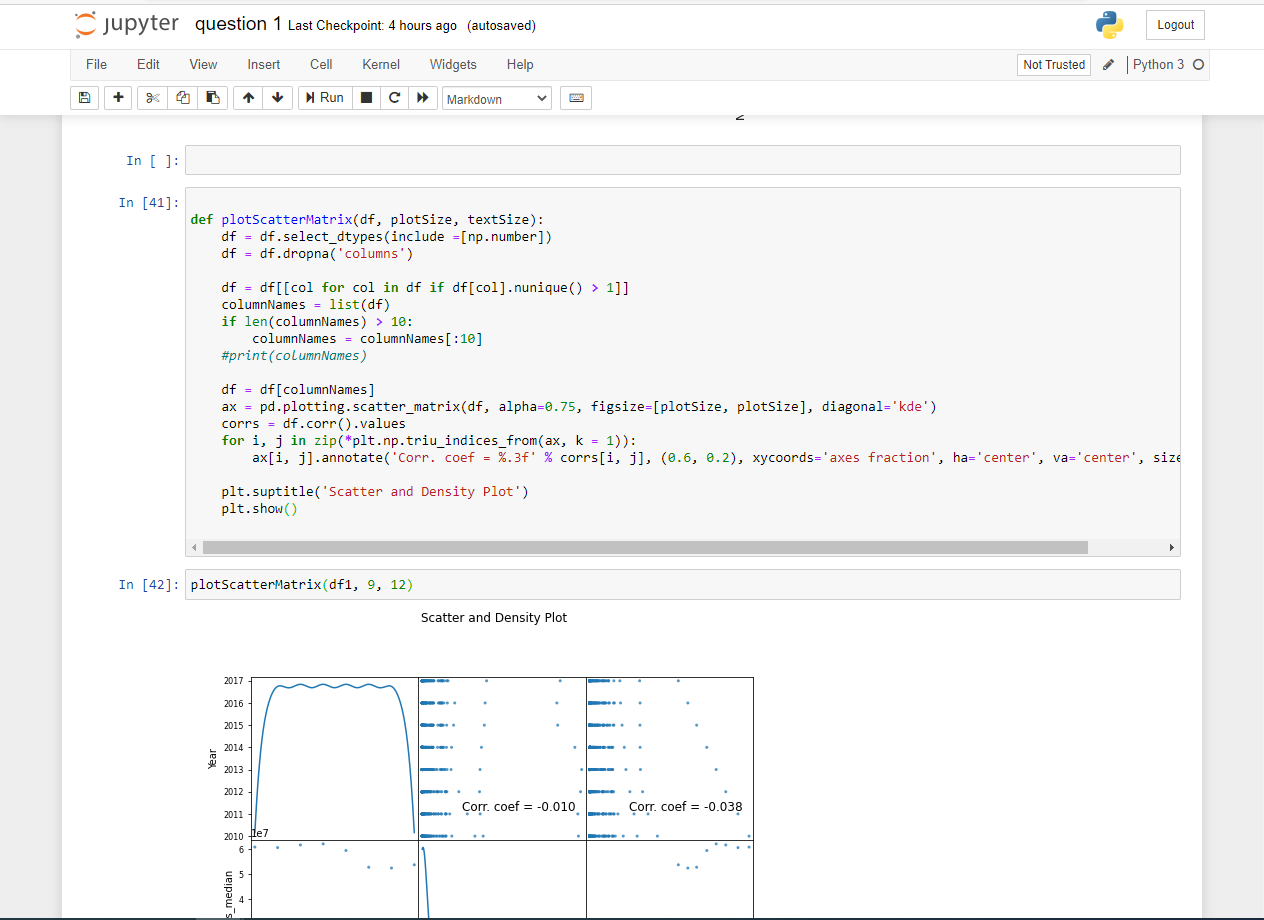 jupyter question 1 Last Checkpoint: 4 hours ago (autosaved)
Logout
File Edit View Insert Cell Kernel Widgets Help
Not Trusted Python 3
Run Markdown
In [ ]:
In [41]:
def plotScatterMatrix(df, plotSize, textSize):
    df = df.select_dtypes(include =[np.number])
    df = df.dropna('columns')
    df = df[[col for col in df if df[col].nunique() > 1]]
    columnNames = list(df)
    if len(columnNames) > 10:
        columnNames = columnNames[:10]
    #print(columnNames)
    df = df[columnNames]
    ax = pd.plotting.scatter_matrix(df, alpha=0.75, figsize=[plotSize, plotSize], diagonal='kde')
    corrs = df.corr().values
    for i, j in zip(*plt.np.triu_indices_from(ax, k = 1)):
        ax[i, j].annotate('Corr. coef = %.3f' % corrs[i, j], (0.6, 0.2), xycoords='axes fraction', ha='center', va='center', size
    plt.suptitle('Scatter and Density Plot')
    plt.show()
In [42]: plotScatterMatrix(df1, 9, 12)
Scatter and Density Plot
2017
2016
2015
2014
2013
2012
2011
2010
Year
Corr. coef = -0.010
Corr. coef = -0.038
1e7
6
5
4
s_median